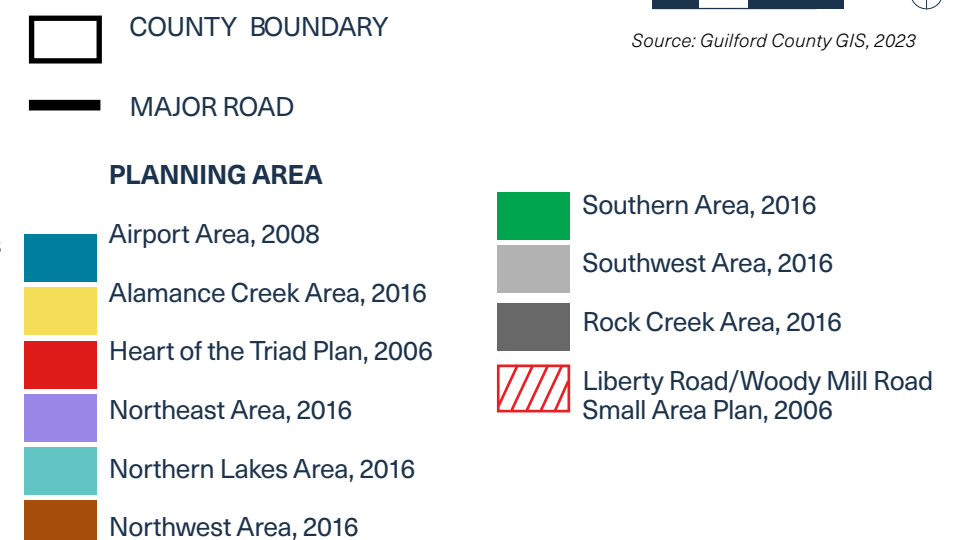 COUNTY BOUNDARY
Source: Guilford County GIS, 2023
MAJOR ROAD
PLANNING AREA
Airport Area, 2008
Alamance Creek Area, 2016
Heart of the Triad Plan, 2006
Northeast Area, 2016
Northern Lakes Area, 2016
Northwest Area, 2016
Southern Area, 2016
Southwest Area, 2016
Rock Creek Area, 2016
Liberty Road/Woody Mill Road
Small Area Plan, 2006